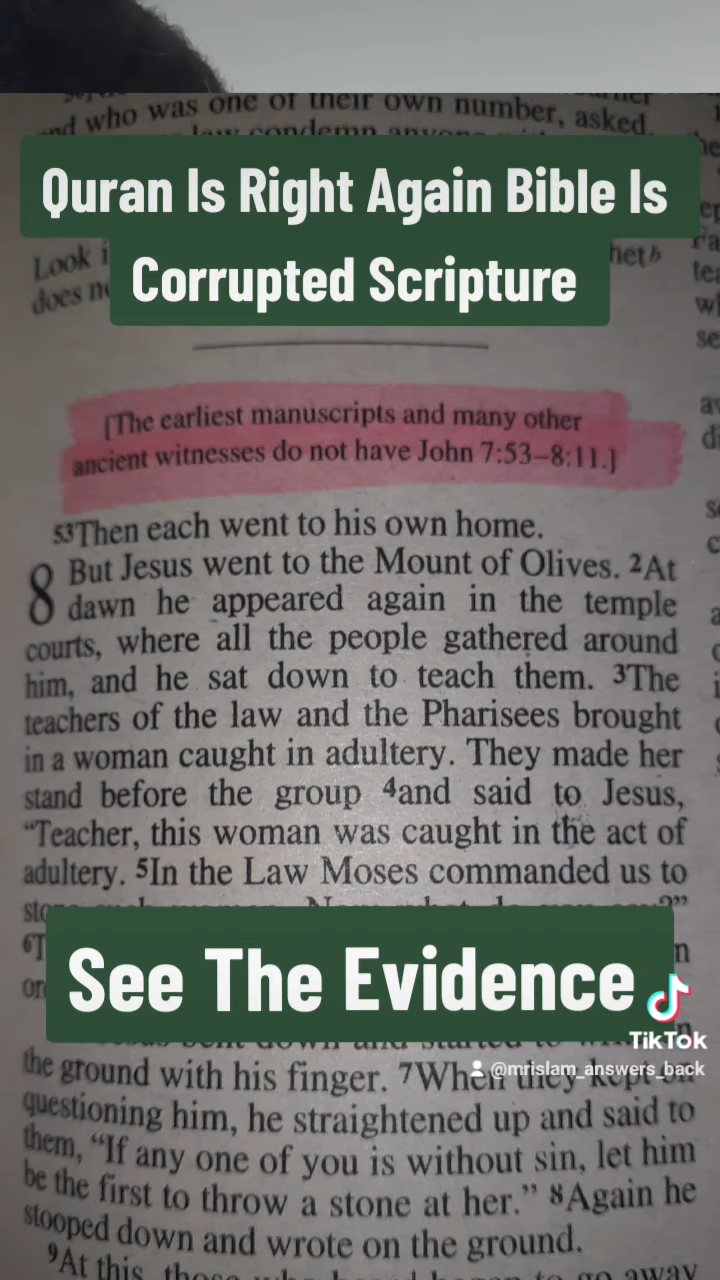 and who was one of their own number, asked,
law condemn
Quran Is Right Again Bible Is
Corrupted Scripture
Look
does
[The earliest manuscripts and many other
ancient witnesses do not have John 7:53–8:11.]
53Then each went to his own home.
8 But Jesus went to the Mount of Olives. 2At
dawn he appeared again in the temple
courts, where all the people gathered around
him, and he sat down to teach them. 3The
teachers of the law and the Pharisees brought
in a woman caught in adultery. They made her
stand before the group 4and said to Jesus,
“Teacher, this woman was caught in the act of
adultery. 5In the Law Moses commanded us to
See The Evidence
TikTok
@mrislam_answers_back
the ground with his finger. 7When they kept on
questioning him, he straightened up and said to
them, “If any one of you is without sin, let him
be the first to throw a stone at her.” 8Again he
stooped down and wrote on the ground.
9At this, those who
away